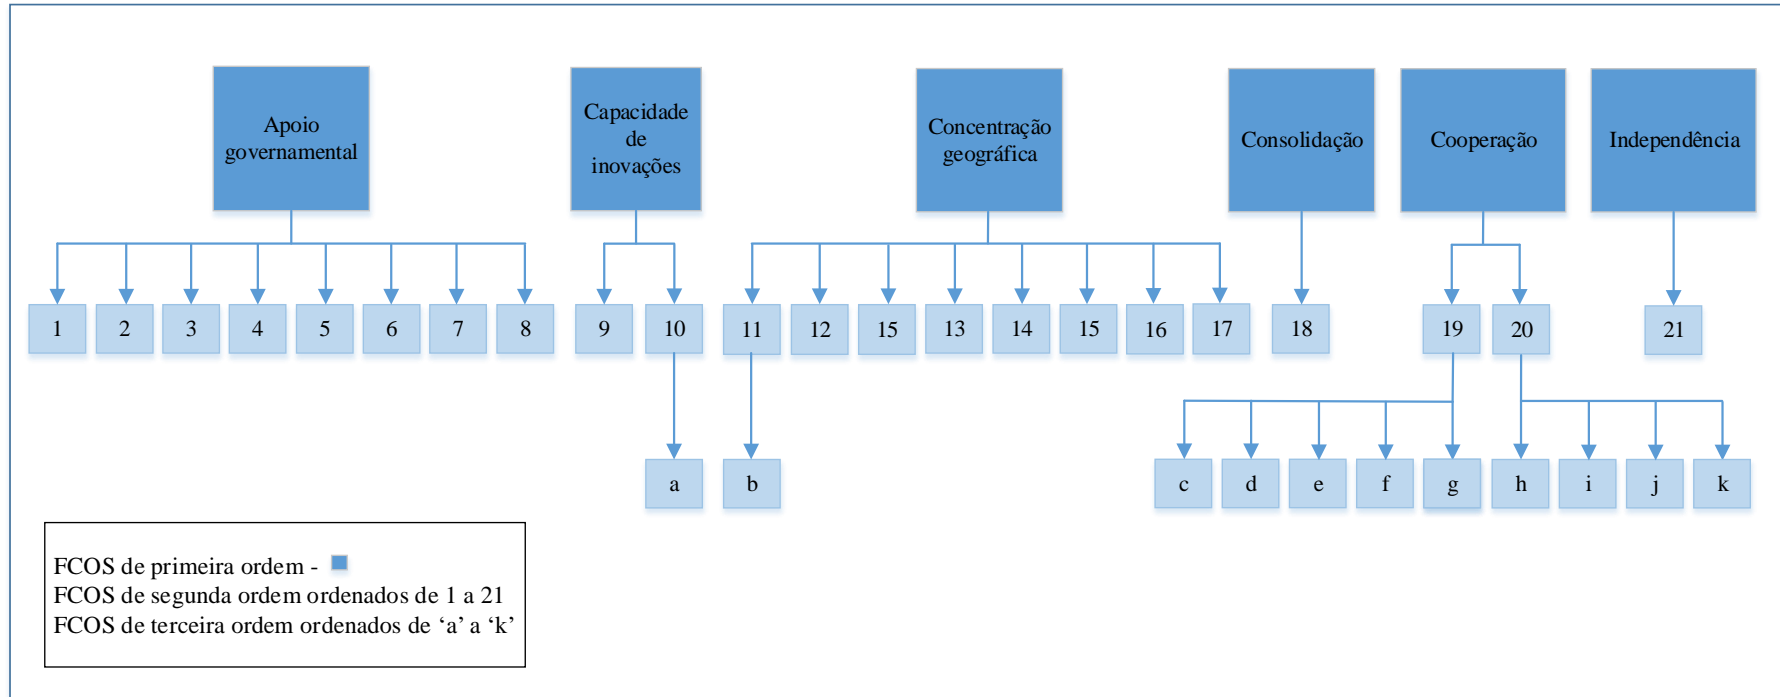 Apoio
governamental
Capacidade
de
inovações
Concentração
geográfica
Consolidação
Cooperação
Independência
1 2 3 4 5 6 7 8 9 10 11 12 15 13 14 15 16 17 18 19 20 21
a b c d e f g h i j k
FCOS de primeira ordem -
FCOS de segunda ordem ordenados de 1 a 21
FCOS de terceira ordem ordenados de ‘a’ a ‘k’